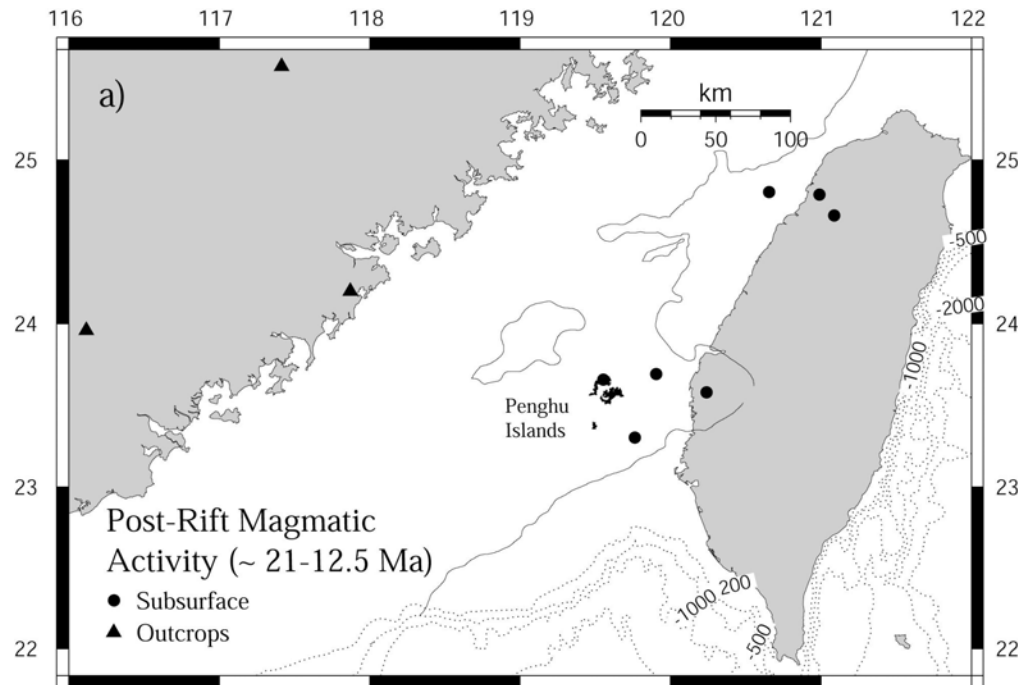 116 117 118 119 120 121 122
a)
km
0 50 100
25 25
-500
-2000
24 24
-1000
Penghu
Islands
23 23
Post-Rift Magmatic
Activity (~ 21-12.5 Ma)
Subsurface
Outcrops
-1000 200
-500
22 22